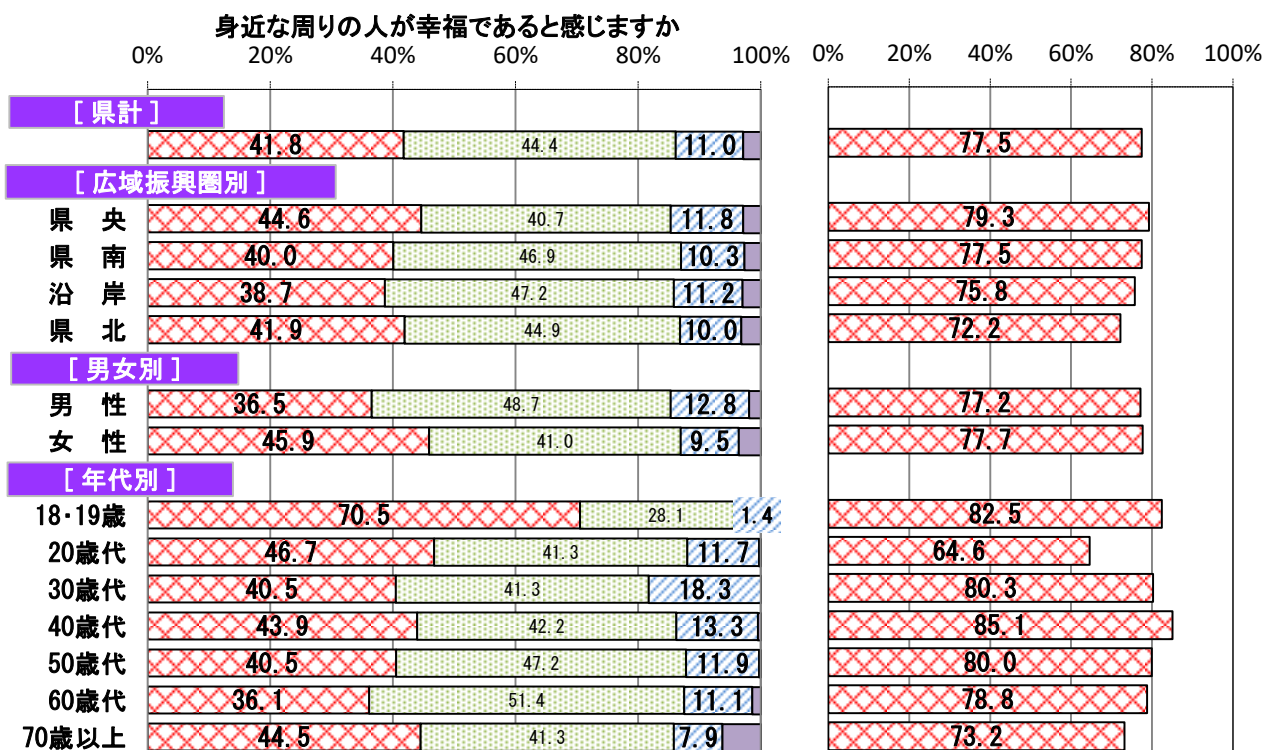 身近な周りの人が幸福であると感じますか
0% 20% 40% 60% 80% 100% 0% 20% 40% 60% 80% 100%
[ 県計 ]
41.8 44.4 11.0 77.5
[ 広域振興圏別 ]
県 央 44.6 40.7 11.8 79.3
県 南 40.0 46.9 10.3 77.5
沿 岸 38.7 47.2 11.2 75.8
県 北 41.9 44.9 10.0 72.2
[ 男女別 ]
男 性 36.5 48.7 12.8 77.2
女 性 45.9 41.0 9.5 77.7
[ 年代別 ]
18・19歳 70.5 28.1 1.4 82.5
20歳代 46.7 41.3 11.7 64.6
30歳代 40.5 41.3 18.3 80.3
40歳代 43.9 42.2 13.3 85.1
50歳代 40.5 47.2 11.9 80.0
60歳代 36.1 51.4 11.1 78.8
70歳以上 44.5 41.3 7.9 73.2